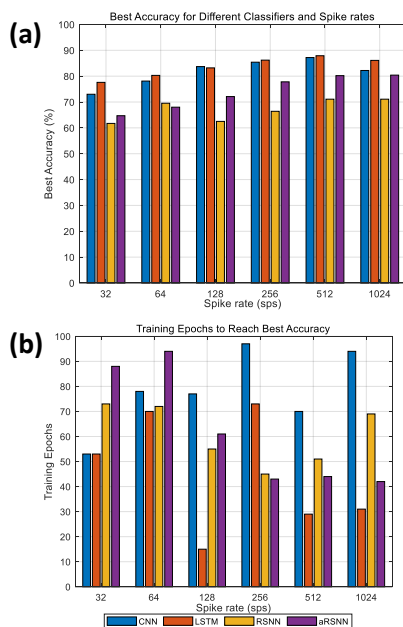 (a)
Best Accuracy for Different Classifiers and Spike rates
Best Accuracy (%)
100
90
80
70
60
50
40
30
20
10
0
32 64 128 256 512 1024
Spike rate (sps)
(b)
Training Epochs to Reach Best Accuracy
Training Epochs
100
90
80
70
60
50
40
30
20
10
0
32 64 128 256 512 1024
Spike rate (sps)
CNN LSTM RSNN aRSNN